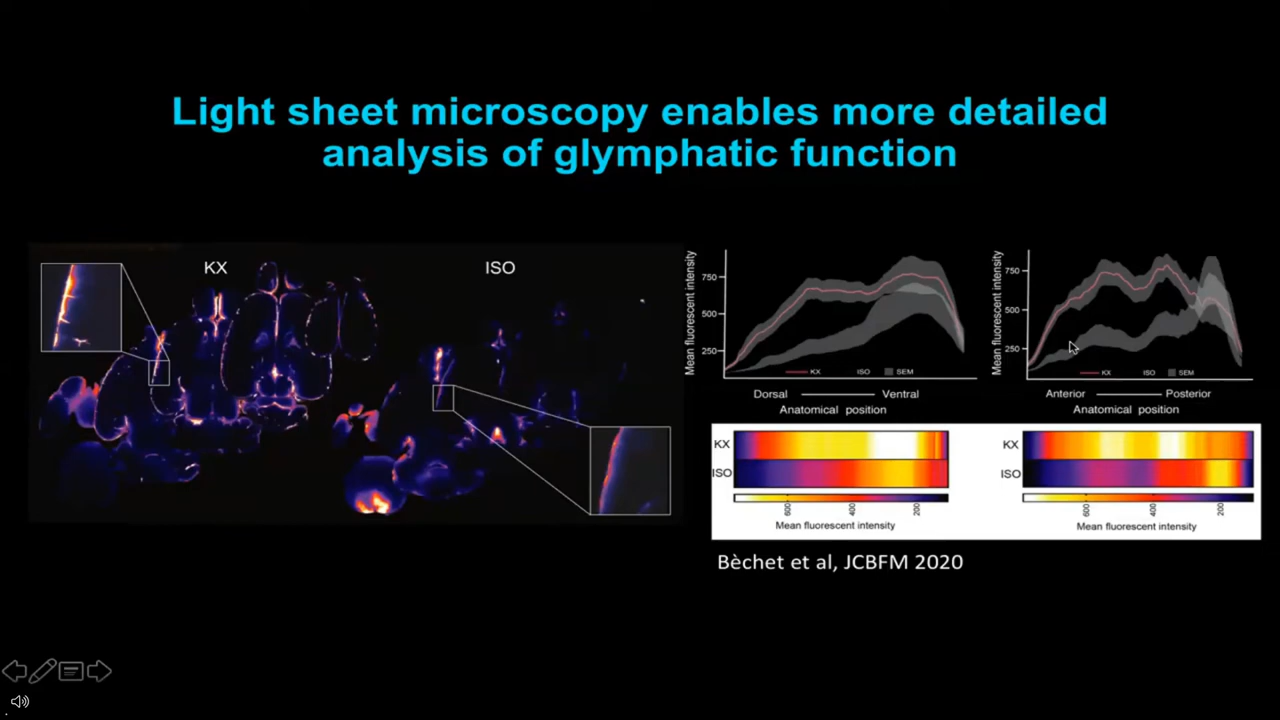 Light sheet microscopy enables more detailed
analysis of glymphatic function
KX
ISO
Mean fluorescent intensity
750
500
250
KX ISO SEM
Dorsal Ventral
Anatomical position
Mean fluorescent intensity
750
500
250
KX ISO SEM
Anterior Posterior
Anatomical position
KX
ISO
600 400 200
Mean fluorescent intensity
KX
ISO
600 400 200
Mean fluorescent intensity
Bèchet et al, JCBFM 2020